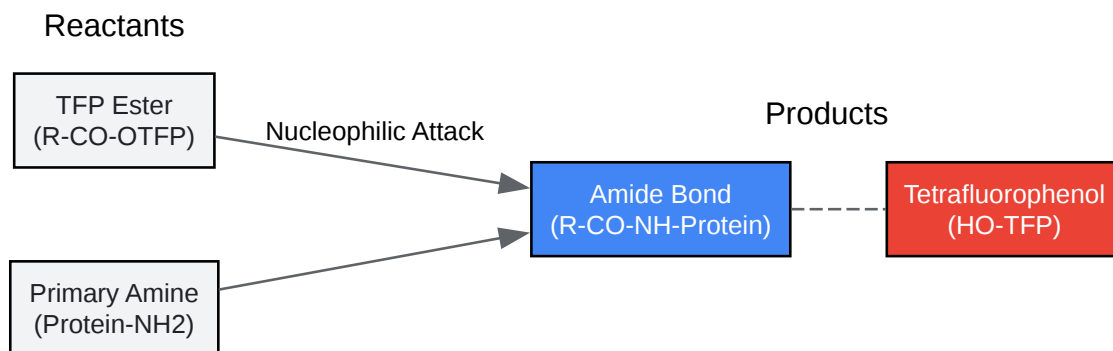 Reactants
TFP Ester
(R-CO-OTFP)
Nucleophilic Attack
Products
Amide Bond
(R-CO-NH-Protein)
Tetrafluorophenol
(HO-TFP)
Primary Amine
(Protein-NH2)